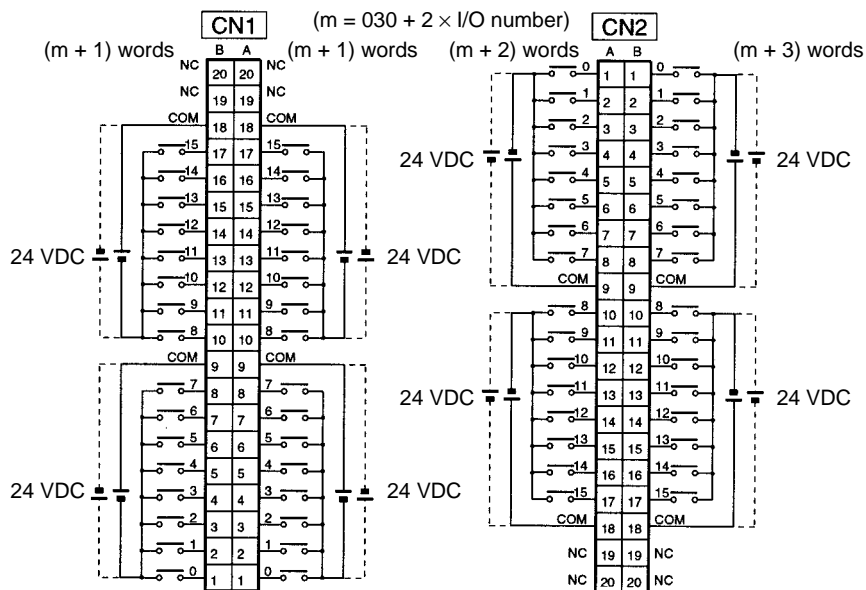 CN1 (m = 030 + 2 × I/O number) CN2
(m + 1) words B A (m + 1) words (m + 2) words A B (m + 3) words
NC 20 20 NC 0 1 1 0
NC 19 19 NC 1 2 2 1
COM 18 18 COM 2 3 3 2
15 17 17 15 3 4 4 3
24 VDC 24 VDC
14 16 16 14 4 5 5 4
13 15 15 13 5 6 6 5
12 14 14 12 6 7 7 6
24 VDC 11 13 13 11 24 VDC 7 8 8 7
10 12 12 10 COM 9 9 COM
9 11 11 9 8 10 10 8
8 10 10 8 9 11 11 9
COM 9 9 COM 10 12 12 10
7 8 8 7 24 VDC 11 13 13 11 24 VDC
6 7 7 6 12 14 14 12
5 6 6 5 13 15 15 13
4 5 5 4 14 16 16 14
24 VDC 3 4 4 3 24 VDC 15 17 17 15
2 3 3 2 COM 18 18 COM
1 2 2 1 NC 19 19 NC
0 1 1 0 NC 20 20 NC